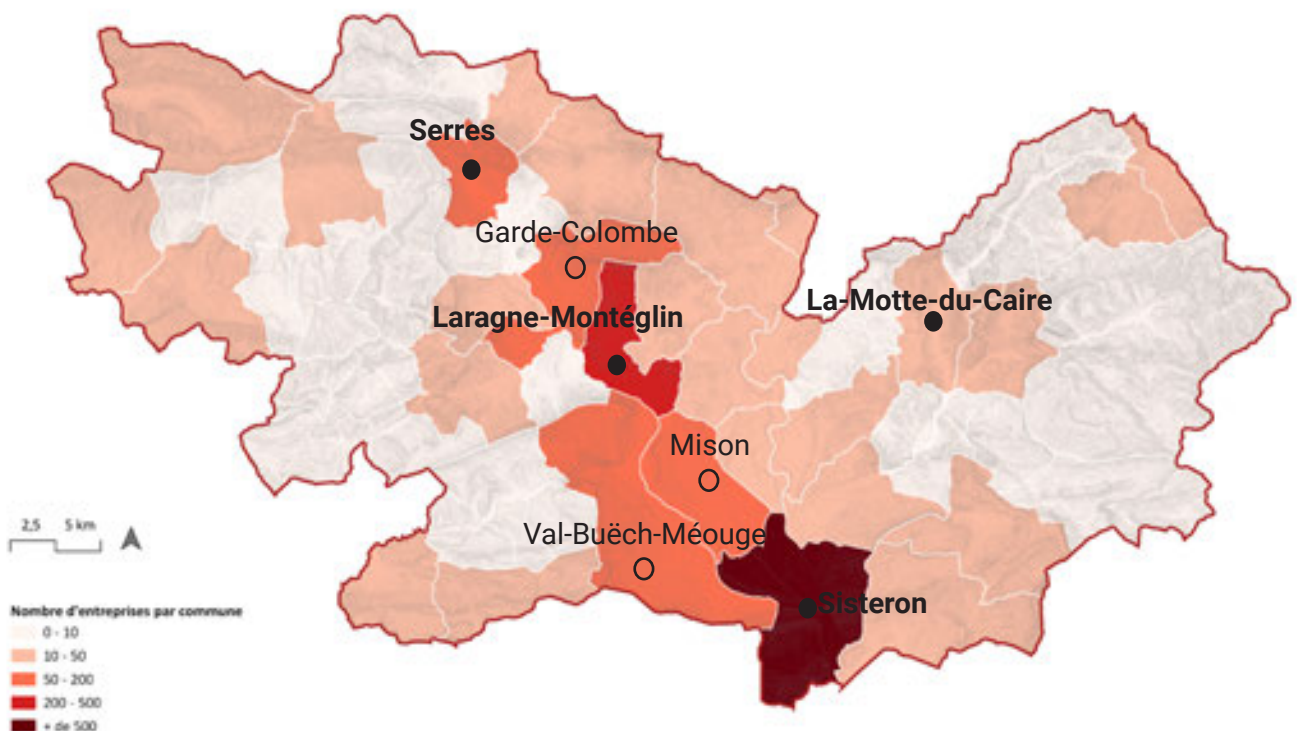 Serres
Garde-Colombe
La-Motte-du-Caire
Laragne-Montéglin
Mison
Val-Buëch-Méouge
Sisteron
2,5 5 km
Nombre d'entreprises par commune
0 - 10
10 - 50
50 - 200
200 - 500
+ de 500